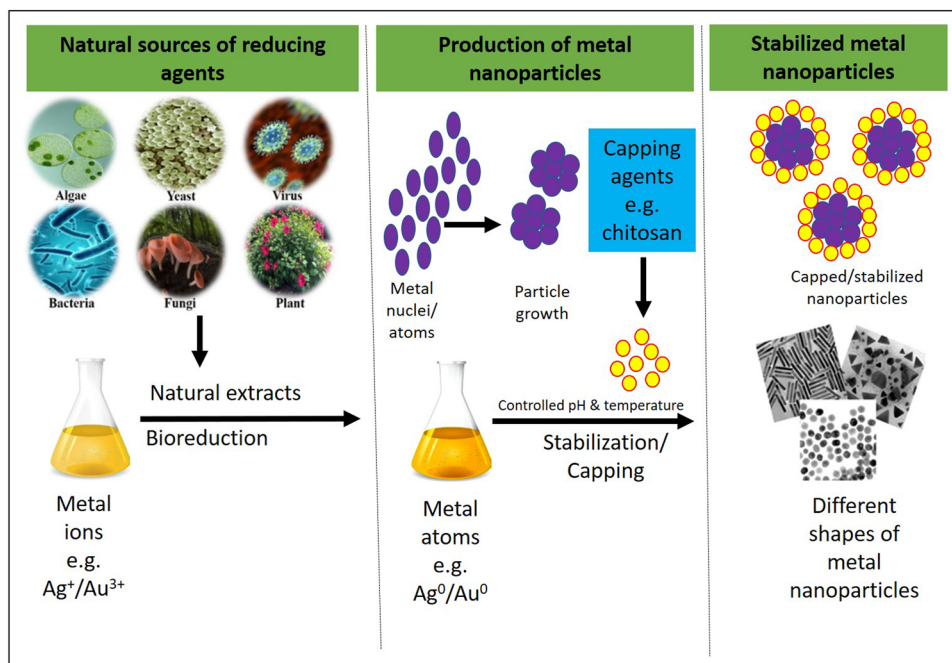 Natural sources of reducing
agents
Algae
Yeast
Virus
Bacteria
Fungi
Plant
Natural extracts
Bioreduction
Metal
ions
e.g.
Ag⁺/Au³⁺
Production of metal
nanoparticles
Metal
nuclei/
atoms
Particle
growth
Capping
agents
e.g.
chitosan
Controlled pH & temperature
Stabilization/
Capping
Metal
atoms
e.g.
Ag⁰/Au⁰
Stabilized metal
nanoparticles
Capped/stabilized
nanoparticles
Different
shapes of
metal
nanoparticles